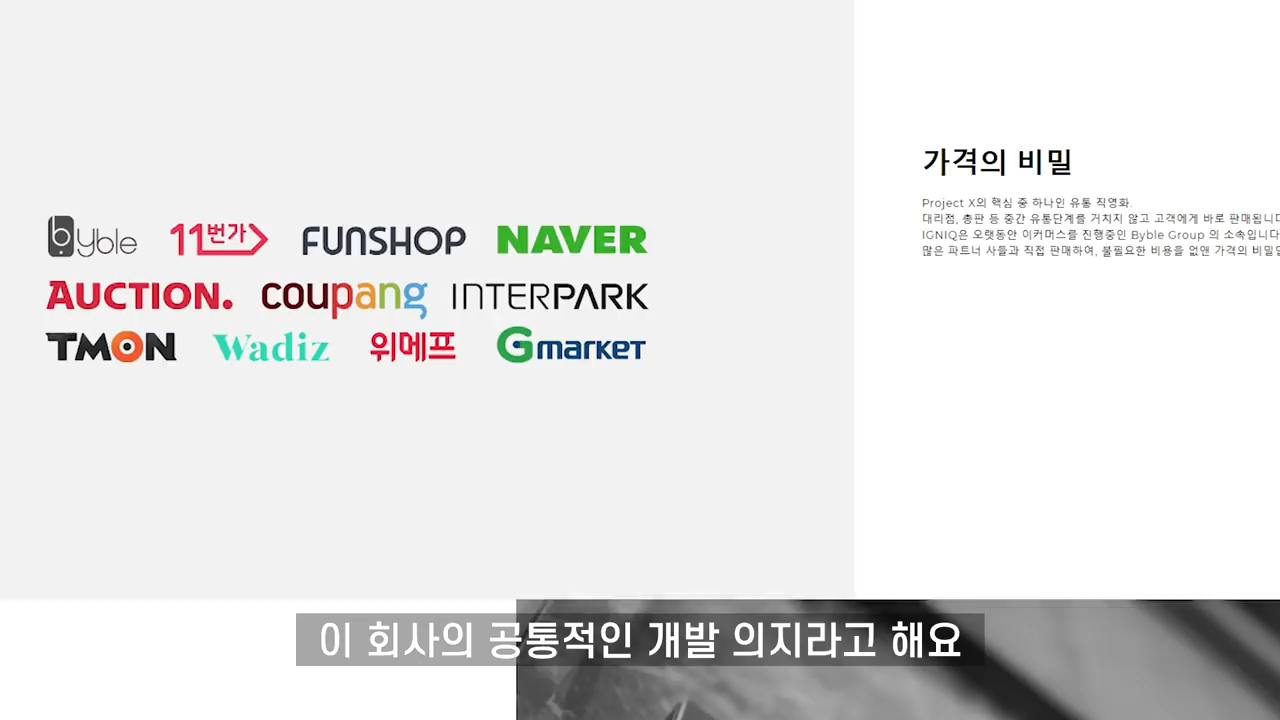 byble 11번가 FUNSHOP NAVER
AUCTION. coupang INTERPARK
TMON Wadiz 위메프 Gmarket
가격의 비밀
Project X의 핵심 중 하나인 유통 직영화.
대리점, 총판 등 중간 유통단계를 거치지 않고 고객에게 바로 판매됩니다
IGNIQ은 오랫동안 이커머스를 진행중인 Byble Group 의 소속입니다
많은 파트너 사들과 직접 판매하여, 불필요한 비용을 없앤 가격의 비밀입
이 회사의 공통적인 개발 의지라고 해요